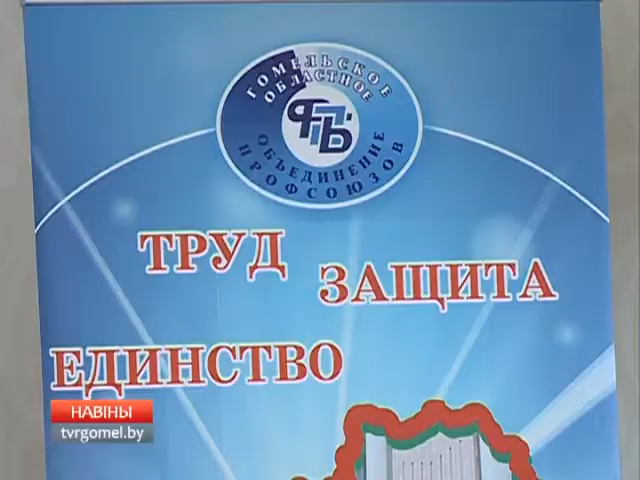 ГОМЕЛЬСКОЕ
ОБЛАСТНОЕ
ФПБ
ОБЪЕДИНЕНИЕ
ПРОФСОЮЗОВ
ТРУД
ЗАЩИТА
ЕДИНСТВО
НАВІНЫ
tvrgomel.by